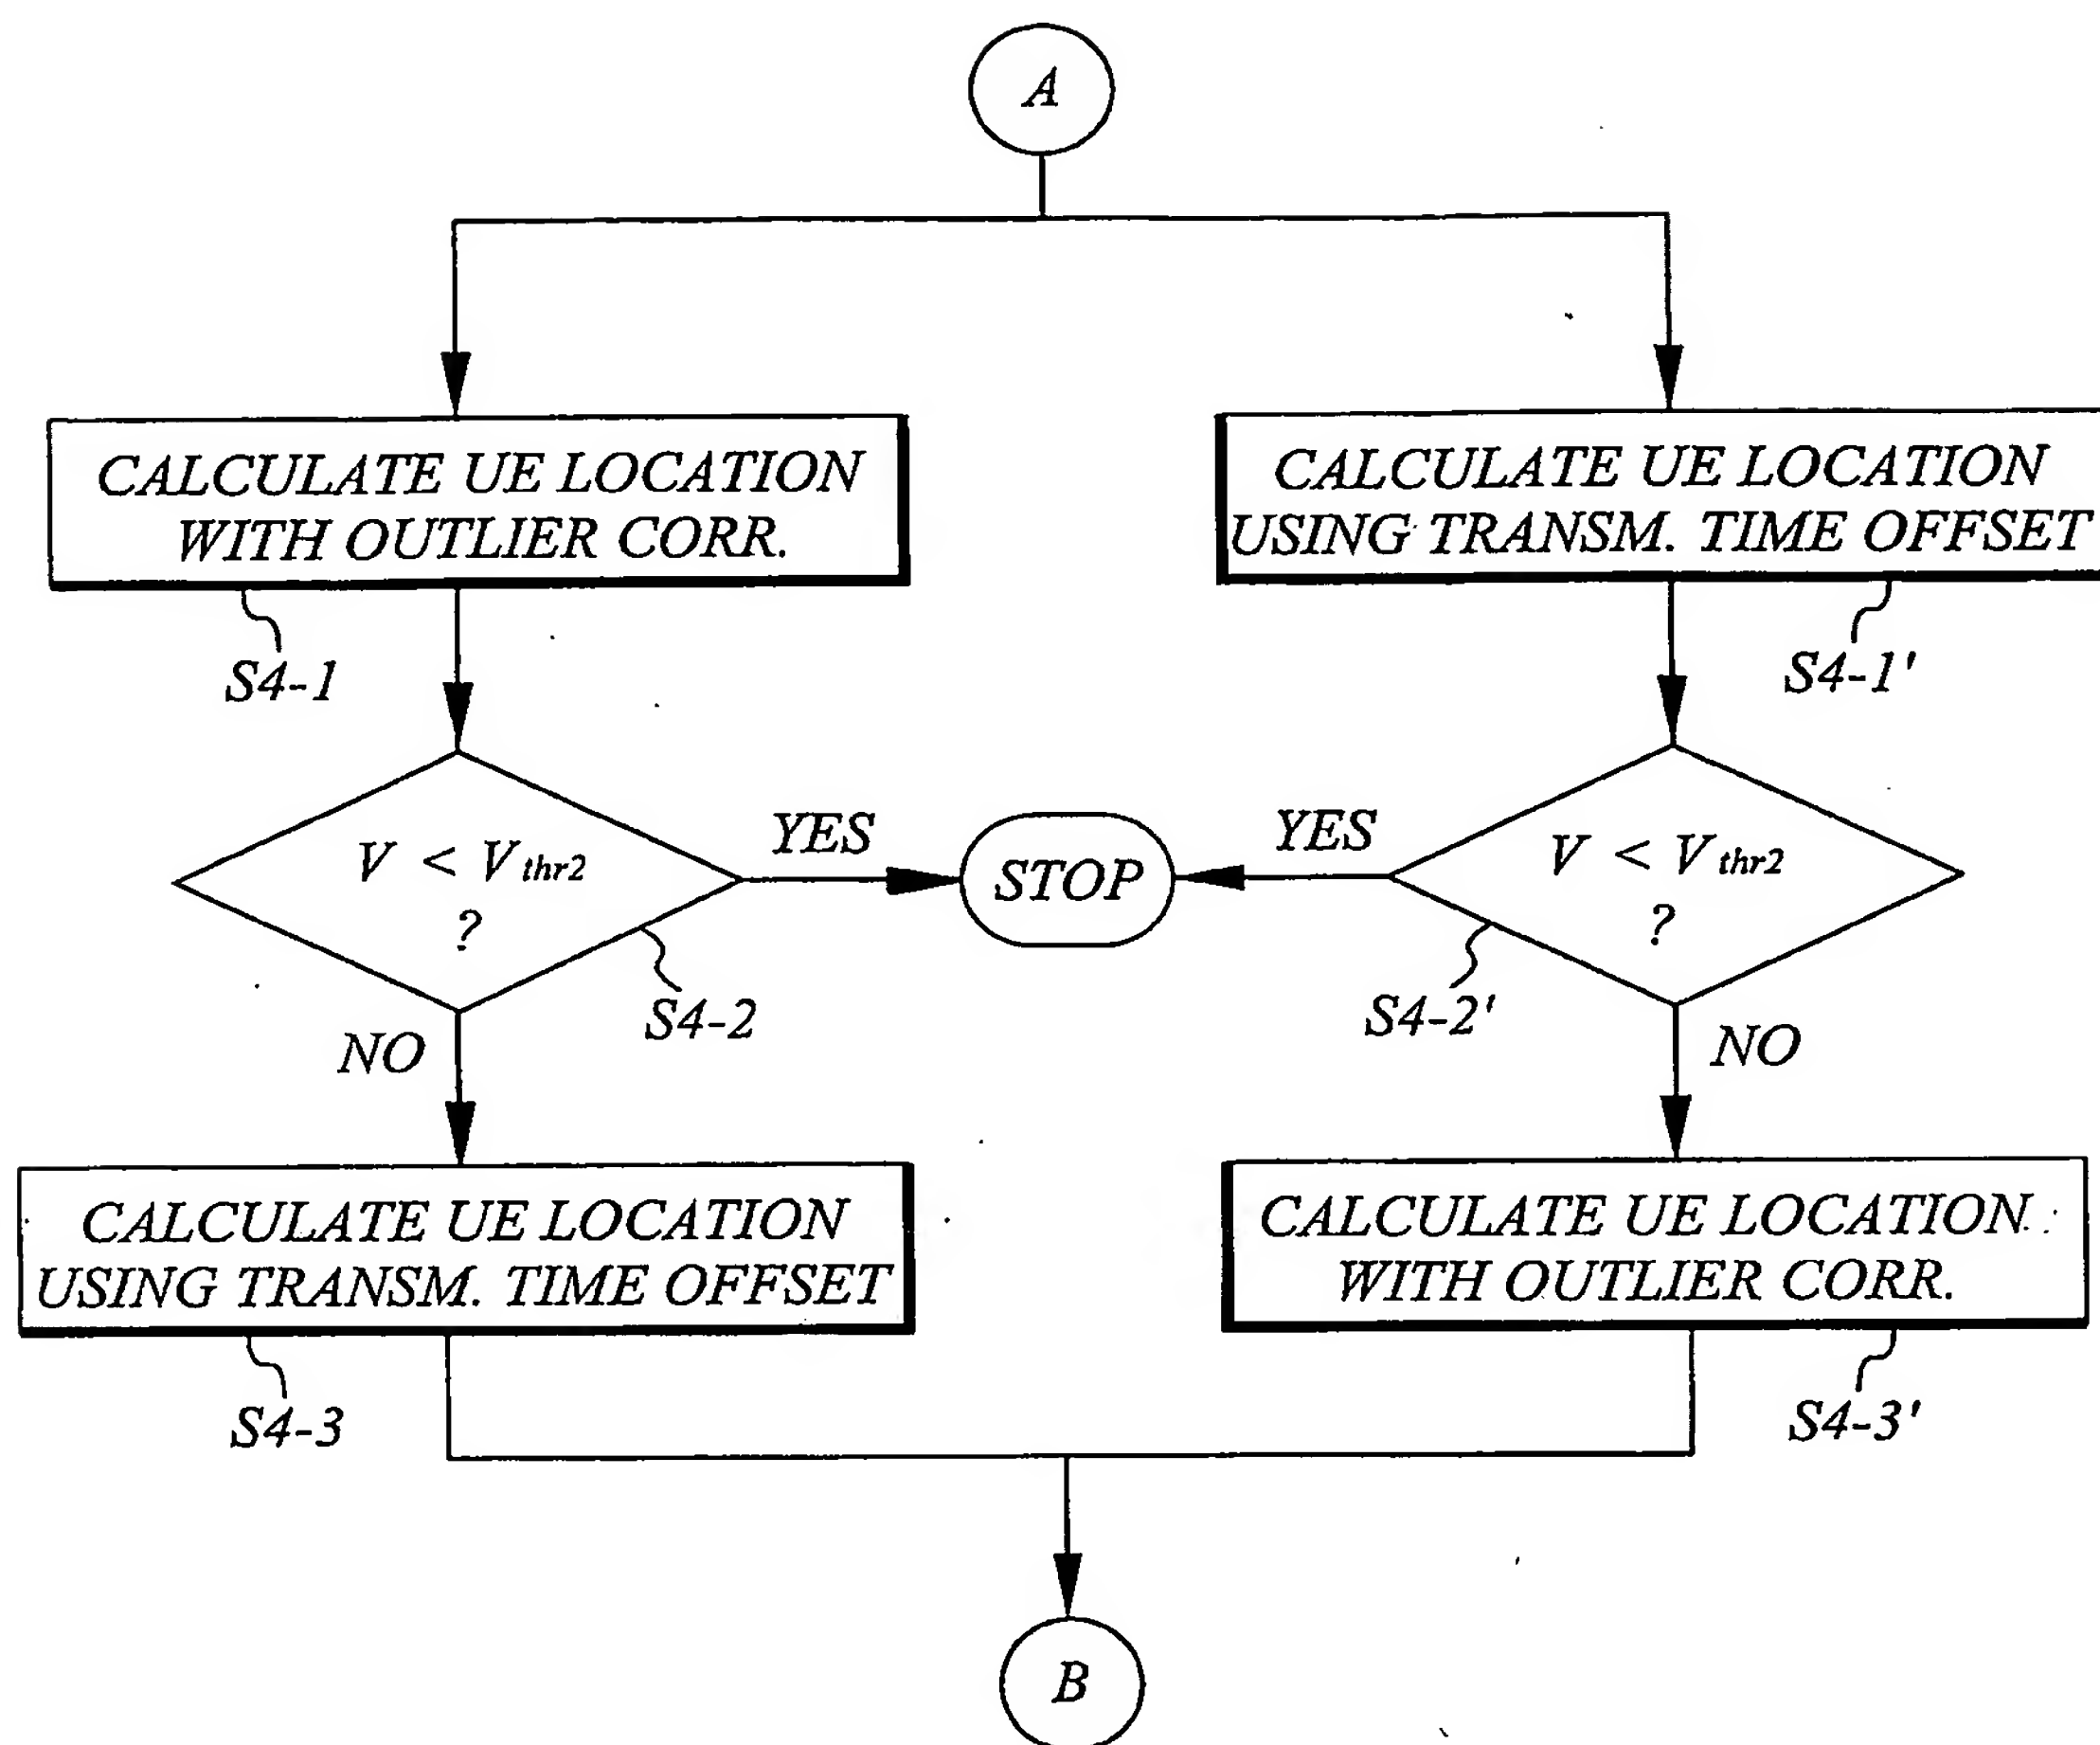 A
CALCULATE UE LOCATION
WITH OUTLIER CORR.
CALCULATE UE LOCATION
USING TRANSM. TIME OFFSET
S4-1
S4-1'
V < Vthr2
?
YES
STOP
YES
V < Vthr2
?
S4-2
S4-2'
NO
NO
CALCULATE UE LOCATION
USING TRANSM. TIME OFFSET
CALCULATE UE LOCATION
WITH OUTLIER CORR.
S4-3
S4-3'
B